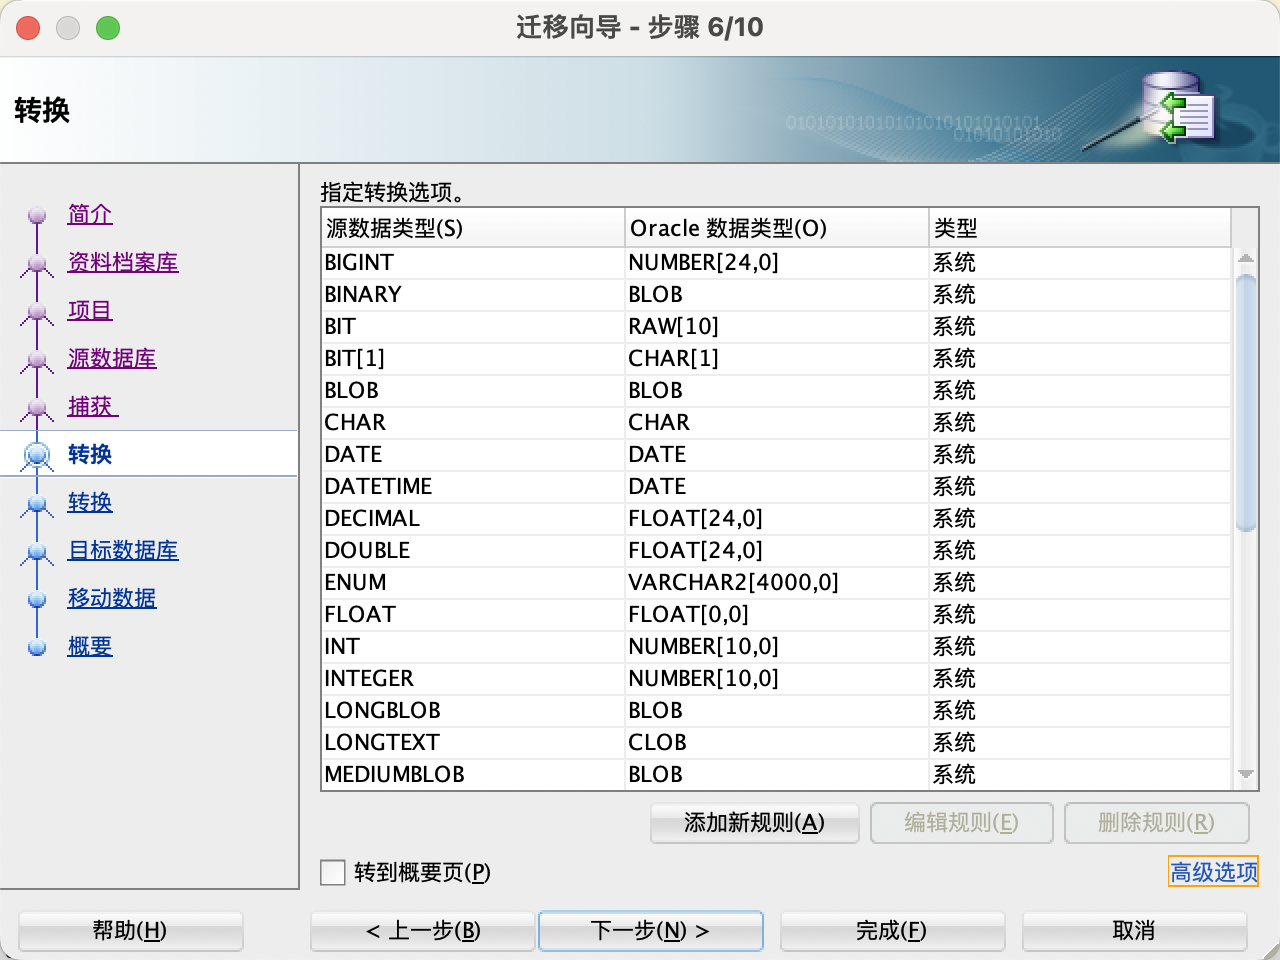 迁移向导 - 步骤 6/10
转换
0101010101010101010101010101
01010101010
简介
资料档案库
项目
源数据库
捕获
转换
转换
目标数据库
移动数据
概要
指定转换选项。
源数据类型(S) Oracle 数据类型(O) 类型
BIGINT NUMBER[24,0] 系统
BINARY BLOB 系统
BIT RAW[10] 系统
BIT[1] CHAR[1] 系统
BLOB BLOB 系统
CHAR CHAR 系统
DATE DATE 系统
DATETIME DATE 系统
DECIMAL FLOAT[24,0] 系统
DOUBLE FLOAT[24,0] 系统
ENUM VARCHAR2[4000,0] 系统
FLOAT FLOAT[0,0] 系统
INT NUMBER[10,0] 系统
INTEGER NUMBER[10,0] 系统
LONGBLOB BLOB 系统
LONGTEXT CLOB 系统
MEDIUMBLOB BLOB 系统
添加新规则(A) 编辑规则(E) 删除规则(R)
转到概要页(P) 高级选项
帮助(H) < 上一步(B) 下一步(N) > 完成(F) 取消